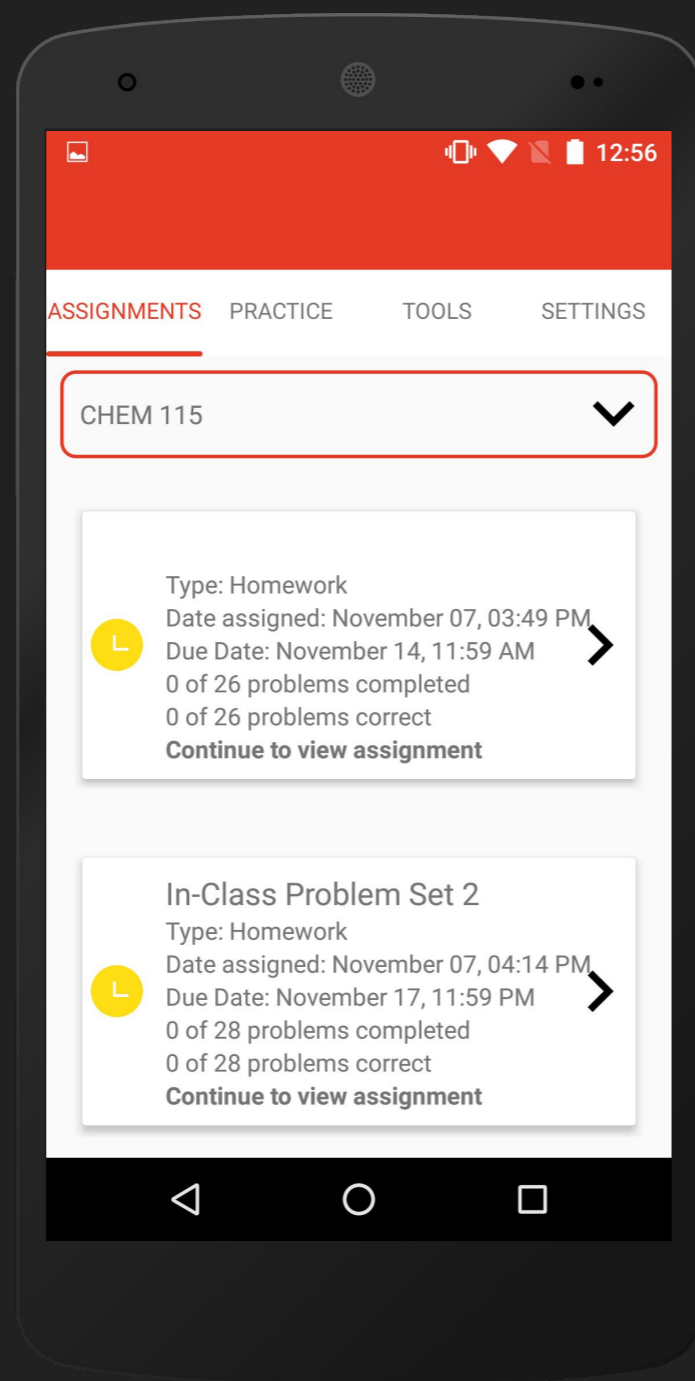 12:56
ASSIGNMENTS PRACTICE TOOLS SETTINGS
CHEM 115
Type: Homework
Date assigned: November 07, 03:49 PM
Due Date: November 14, 11:59 AM
0 of 26 problems completed
0 of 26 problems correct
Continue to view assignment
In-Class Problem Set 2
Type: Homework
Date assigned: November 07, 04:14 PM
Due Date: November 17, 11:59 PM
0 of 28 problems completed
0 of 28 problems correct
Continue to view assignment